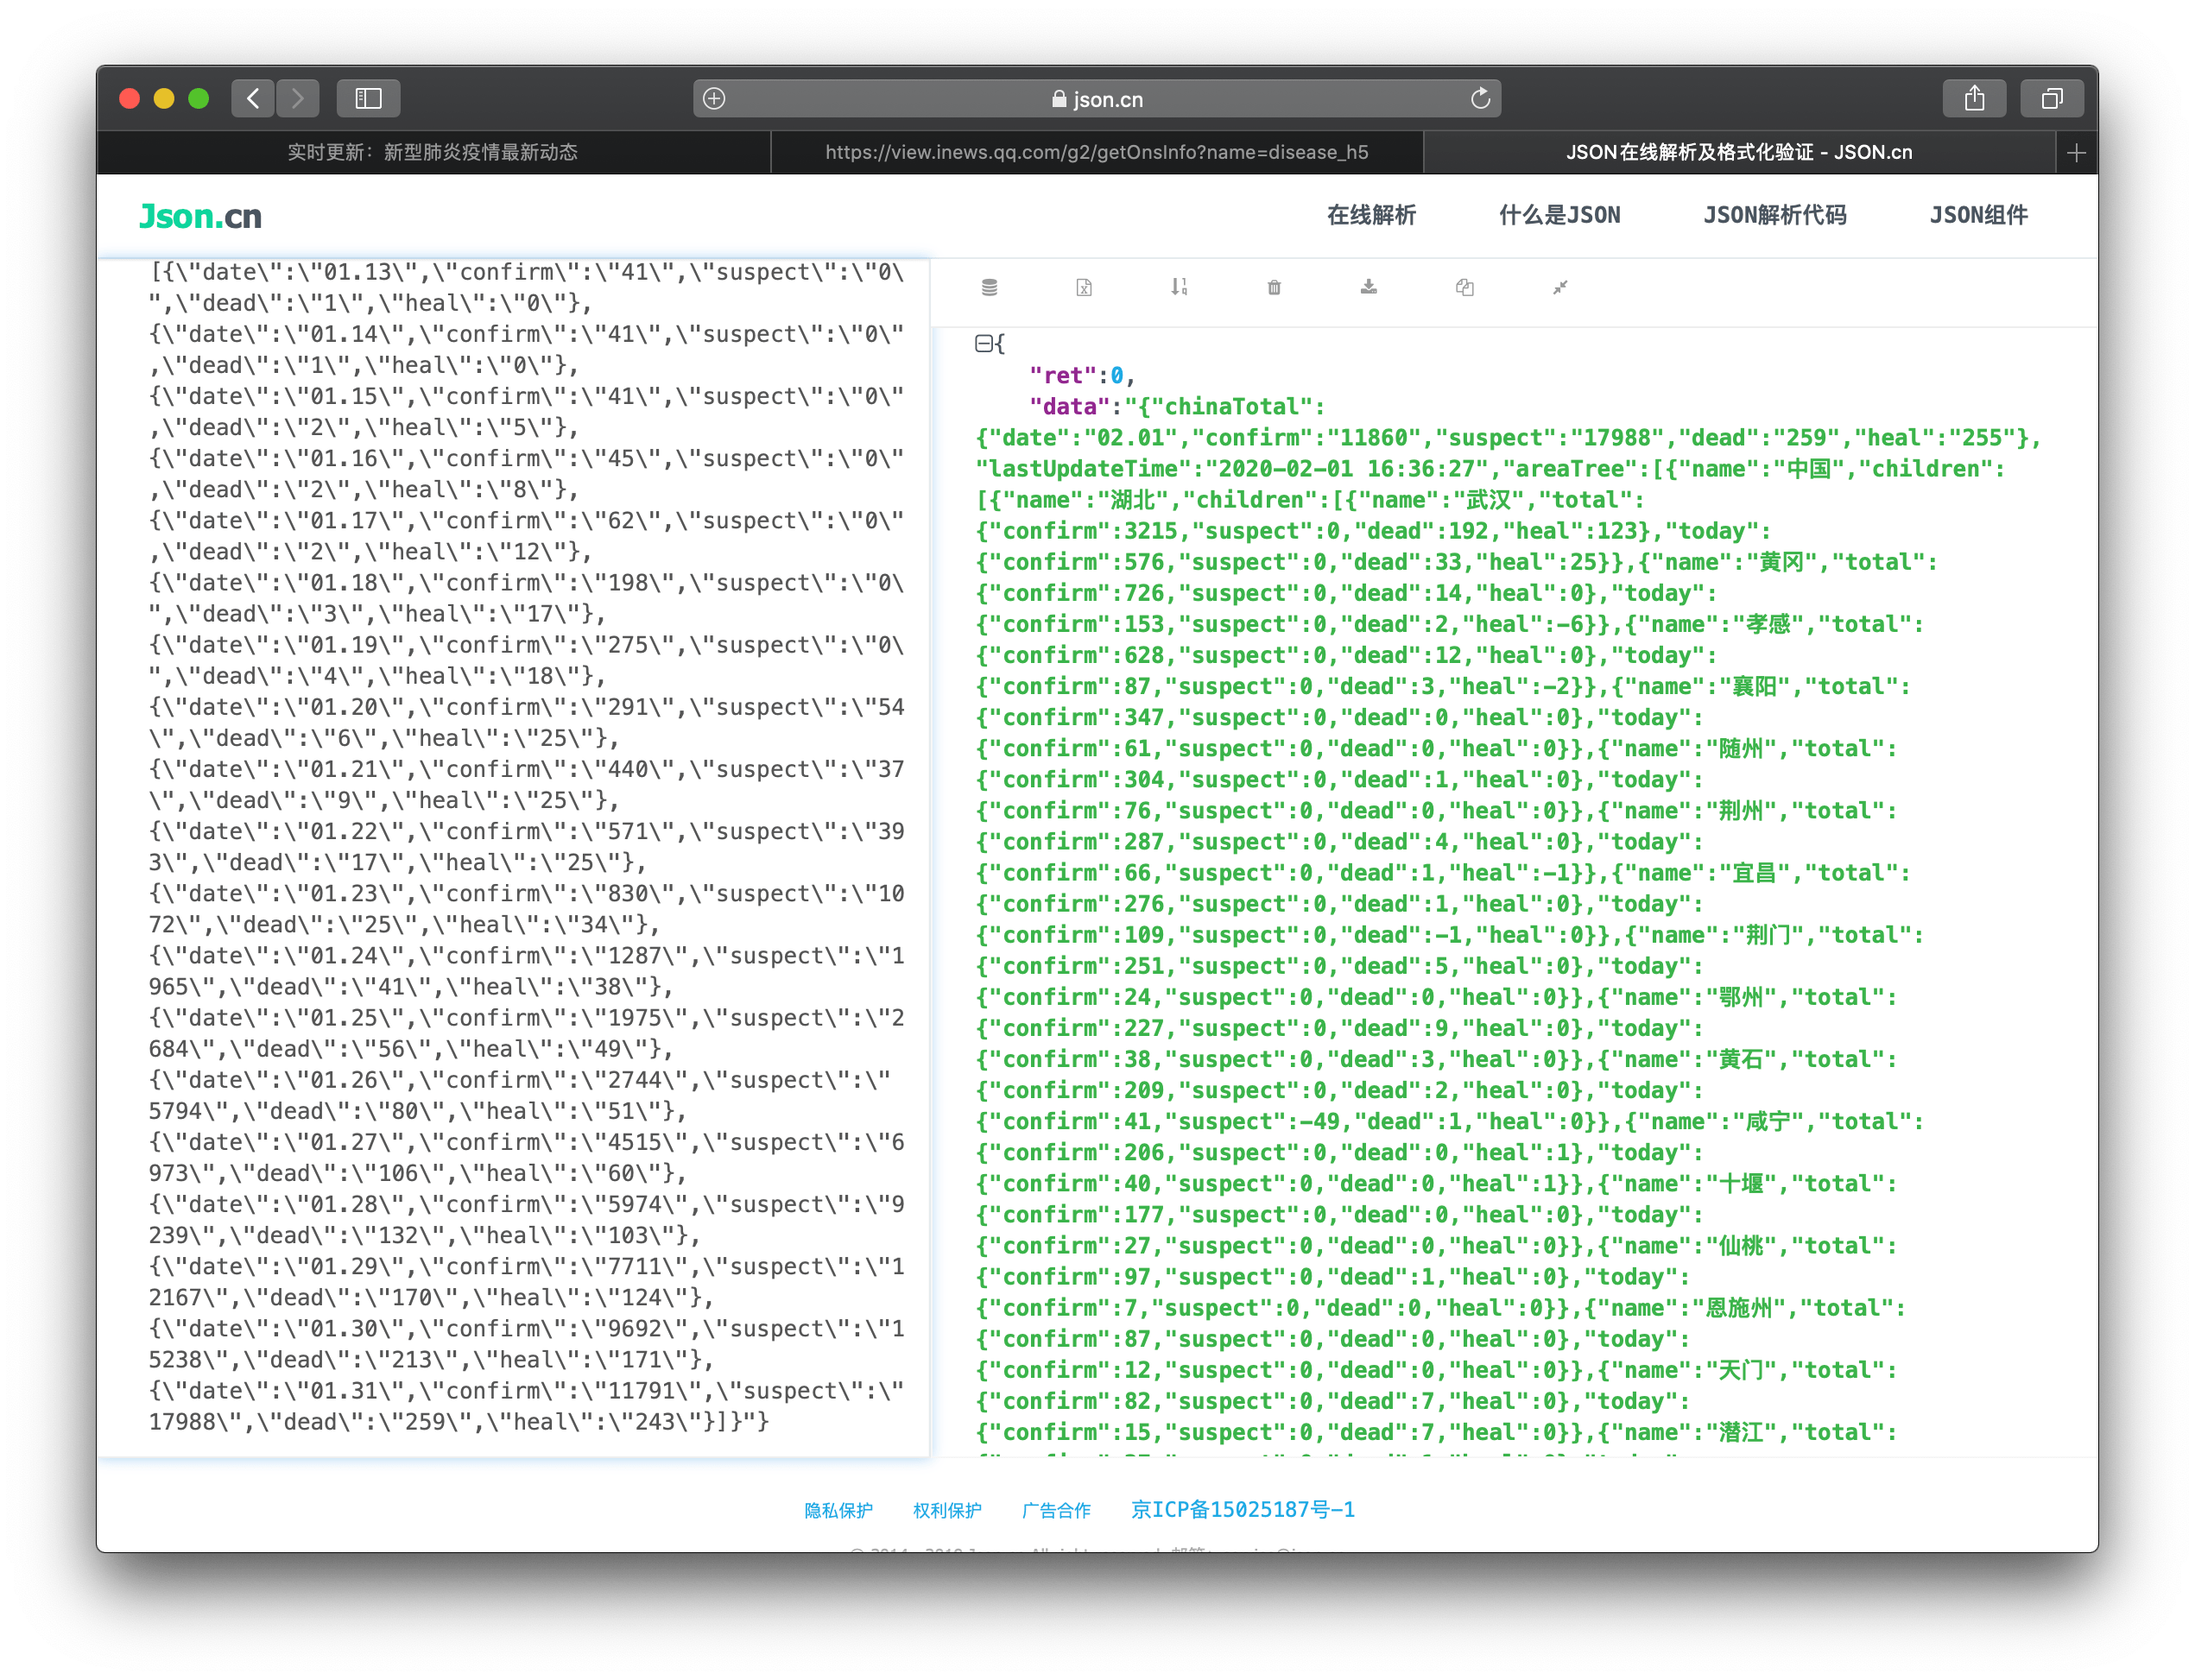 json.cn
实时更新：新型肺炎疫情最新动态
https://view.inews.qq.com/g2/getOnsInfo?name=disease_h5
JSON在线解析及格式化验证 - JSON.cn
Json.cn
在线解析
什么是JSON
JSON解析代码
JSON组件
[{\"date\":\"01.13\",\"confirm\":\"41\",\"suspect\":\"0\
",\"dead\":\"1\",\"heal\":\"0\"},
{\"date\":\"01.14\",\"confirm\":\"41\",\"suspect\":\"0\"
,\"dead\":\"1\",\"heal\":\"0\"},
{\"date\":\"01.15\",\"confirm\":\"41\",\"suspect\":\"0\"
,\"dead\":\"2\",\"heal\":\"5\"},
{\"date\":\"01.16\",\"confirm\":\"45\",\"suspect\":\"0\"
,\"dead\":\"2\",\"heal\":\"8\"},
{\"date\":\"01.17\",\"confirm\":\"62\",\"suspect\":\"0\"
,\"dead\":\"2\",\"heal\":\"12\"},
{\"date\":\"01.18\",\"confirm\":\"198\",\"suspect\":\"0\
",\"dead\":\"3\",\"heal\":\"17\"},
{\"date\":\"01.19\",\"confirm\":\"275\",\"suspect\":\"0\
",\"dead\":\"4\",\"heal\":\"18\"},
{\"date\":\"01.20\",\"confirm\":\"291\",\"suspect\":\"54
\",\"dead\":\"6\",\"heal\":\"25\"},
{\"date\":\"01.21\",\"confirm\":\"440\",\"suspect\":\"37
\",\"dead\":\"9\",\"heal\":\"25\"},
{\"date\":\"01.22\",\"confirm\":\"571\",\"suspect\":\"39
3\",\"dead\":\"17\",\"heal\":\"25\"},
{\"date\":\"01.23\",\"confirm\":\"830\",\"suspect\":\"10
72\",\"dead\":\"25\",\"heal\":\"34\"},
{\"date\":\"01.24\",\"confirm\":\"1287\",\"suspect\":\"1
965\",\"dead\":\"41\",\"heal\":\"38\"},
{\"date\":\"01.25\",\"confirm\":\"1975\",\"suspect\":\"2
684\",\"dead\":\"56\",\"heal\":\"49\"},
{\"date\":\"01.26\",\"confirm\":\"2744\",\"suspect\":\"
5794\",\"dead\":\"80\",\"heal\":\"51\"},
{\"date\":\"01.27\",\"confirm\":\"4515\",\"suspect\":\"6
973\",\"dead\":\"106\",\"heal\":\"60\"},
{\"date\":\"01.28\",\"confirm\":\"5974\",\"suspect\":\"9
239\",\"dead\":\"132\",\"heal\":\"103\"},
{\"date\":\"01.29\",\"confirm\":\"7711\",\"suspect\":\"1
2167\",\"dead\":\"170\",\"heal\":\"124\"},
{\"date\":\"01.30\",\"confirm\":\"9692\",\"suspect\":\"1
5238\",\"dead\":\"213\",\"heal\":\"171\"},
{\"date\":\"01.31\",\"confirm\":\"11791\",\"suspect\":\"
17988\",\"dead\":\"259\",\"heal\":\"243\"}]}"}
{
"ret":0,
"data":"{"chinaTotal":
{"date":"02.01","confirm":"11860","suspect":"17988","dead":"259","heal":"255"},
"lastUpdateTime":"2020-02-01 16:36:27","areaTree":[{"name":"中国","children":
[{"name":"湖北","children":[{"name":"武汉","total":
{"confirm":3215,"suspect":0,"dead":192,"heal":123},"today":
{"confirm":576,"suspect":0,"dead":33,"heal":25}},{"name":"黄冈","total":
{"confirm":726,"suspect":0,"dead":14,"heal":0},"today":
{"confirm":153,"suspect":0,"dead":2,"heal":-6}},{"name":"孝感","total":
{"confirm":628,"suspect":0,"dead":12,"heal":0},"today":
{"confirm":87,"suspect":0,"dead":3,"heal":-2}},{"name":"襄阳","total":
{"confirm":347,"suspect":0,"dead":0,"heal":0},"today":
{"confirm":61,"suspect":0,"dead":0,"heal":0}},{"name":"随州","total":
{"confirm":304,"suspect":0,"dead":1,"heal":0},"today":
{"confirm":76,"suspect":0,"dead":0,"heal":0}},{"name":"荆州","total":
{"confirm":287,"suspect":0,"dead":4,"heal":0},"today":
{"confirm":66,"suspect":0,"dead":1,"heal":-1}},{"name":"宜昌","total":
{"confirm":276,"suspect":0,"dead":1,"heal":0},"today":
{"confirm":109,"suspect":0,"dead":-1,"heal":0}},{"name":"荆门","total":
{"confirm":251,"suspect":0,"dead":5,"heal":0},"today":
{"confirm":24,"suspect":0,"dead":0,"heal":0}},{"name":"鄂州","total":
{"confirm":227,"suspect":0,"dead":9,"heal":0},"today":
{"confirm":38,"suspect":0,"dead":3,"heal":0}},{"name":"黄石","total":
{"confirm":209,"suspect":0,"dead":2,"heal":0},"today":
{"confirm":41,"suspect":-49,"dead":1,"heal":0}},{"name":"咸宁","total":
{"confirm":206,"suspect":0,"dead":0,"heal":1},"today":
{"confirm":40,"suspect":0,"dead":0,"heal":1}},{"name":"十堰","total":
{"confirm":177,"suspect":0,"dead":0,"heal":0},"today":
{"confirm":27,"suspect":0,"dead":0,"heal":0}},{"name":"仙桃","total":
{"confirm":97,"suspect":0,"dead":1,"heal":0},"today":
{"confirm":7,"suspect":0,"dead":0,"heal":0}},{"name":"恩施州","total":
{"confirm":87,"suspect":0,"dead":0,"heal":0},"today":
{"confirm":12,"suspect":0,"dead":0,"heal":0}},{"name":"天门","total":
{"confirm":82,"suspect":0,"dead":7,"heal":0},"today":
{"confirm":15,"suspect":0,"dead":7,"heal":0}},{"name":"潜江","total":
隐私保护
权利保护
广告合作
京ICP备15025187号-1